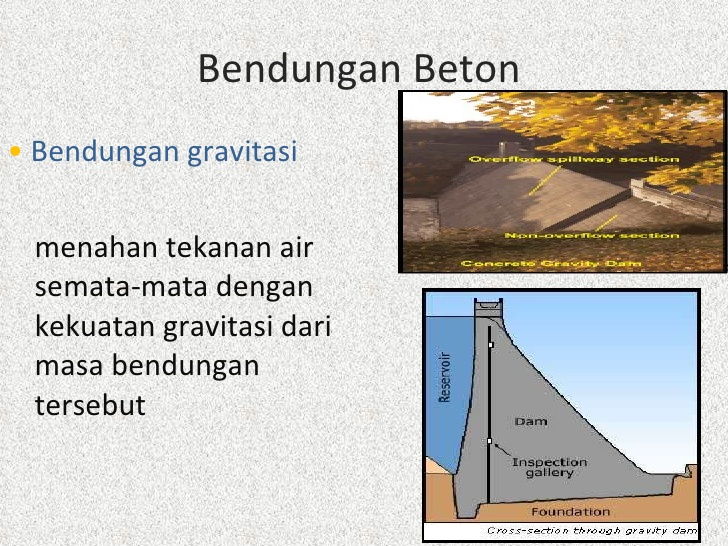 Bendungan Beton
• Bendungan gravitasi
menahan tekanan air
semata-mata dengan
kekuatan gravitasi dari
masa bendungan
tersebut
Overflow spillway section
Non-overflow section
Concrete Gravity Dam
Reservoir
Dam
Inspection
gallery
Foundation
Cross-section through gravity dam